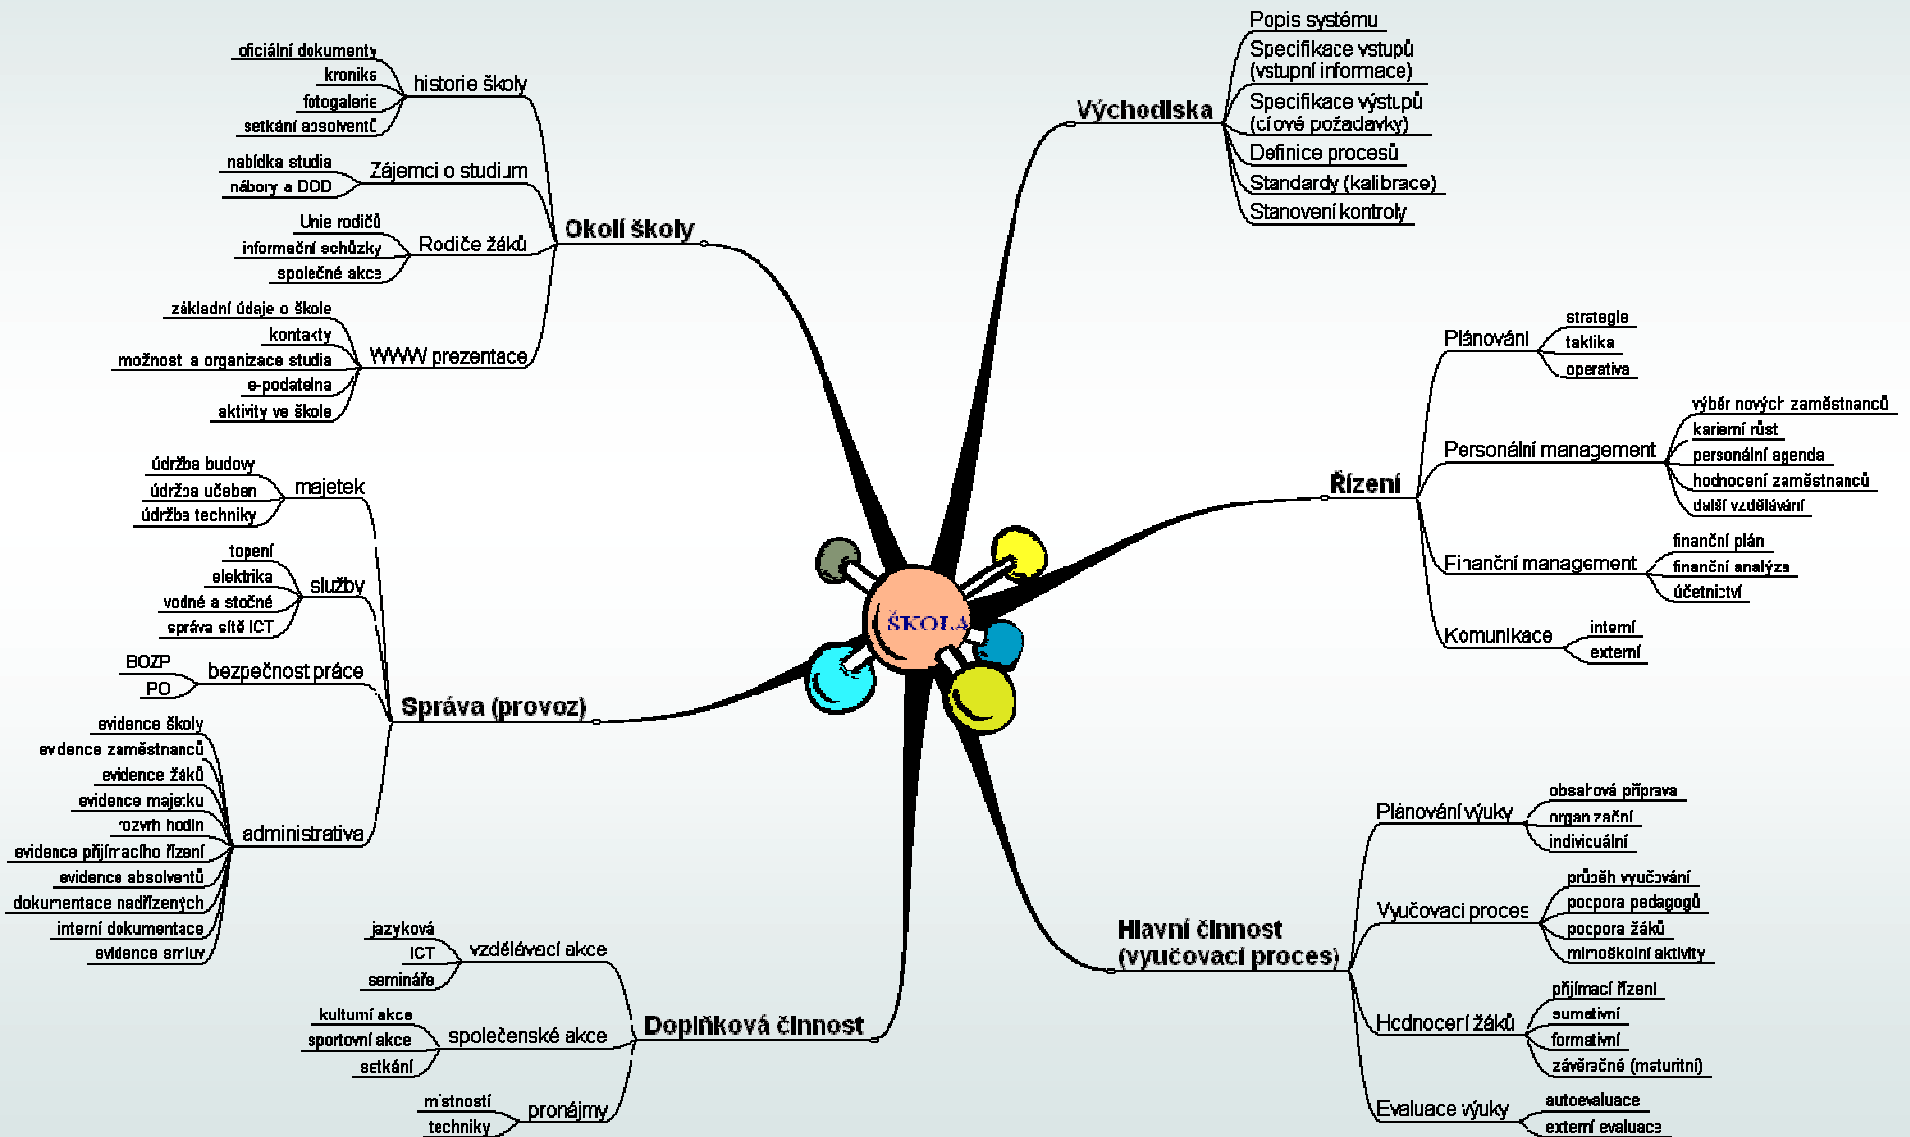 ŠKOLA
Východiska
Popis systému
Specifikace vstupů
(vstupní informace)
Specifikace výstupů
(cílové požadavky)
Definice procesů
Standardy (kalibrace)
Stanovení kontroly
Řízení
Plánování
strategie
taktika
operativa
Personální management
výběr nových zaměstnanců
karierní růst
personální agenda
hodnocení zaměstnanců
další vzdělávání
Finanční management
finanční plán
finanční analýza
účetnictví
Komunikace
interní
externí
Hlavní činnost
(vyučovací proces)
Plánování výuky
obsahová příprava
organizační
individuální
Vyučovací proces
průběh vyučování
podpora pedagogů
podpora žáků
mimoškolní aktivity
Hodnocení žáků
přijímací řízení
sumativní
formativní
závěrečné (maturitní)
Evaluace výuky
autoevaluace
externí evaluace
Okolí školy
historie školy
oficiální dokumenty
kronika
fotogalerie
setkání absolventů
Zájemci o studium
nabídka studia
nábory a DOD
Rodiče žáků
Unie rodičů
informační schůzky
společné akce
WWW prezentace
základní údaje o škole
kontakty
možnosti a organizace studia
e-podatelna
aktivity ve škole
Správa (provoz)
majetek
údržba budovy
údržba učeben
údržba techniky
služby
topení
elektrika
vodné a stočné
správa sítě ICT
bezpečnost práce
BOZP
PO
administrativa
evidence školy
evidence zaměstnanců
evidence žáků
evidence majetku
rozvrh hodin
evidence přijímacího řízení
evidence absolventů
dokumentace nadřízených
interní dokumentace
evidence smluv
Doplňková činnost
vzdělávací akce
jazyková
ICT
semináře
společenské akce
kulturní akce
sportovní akce
setkání
pronájmy
místností
techniky